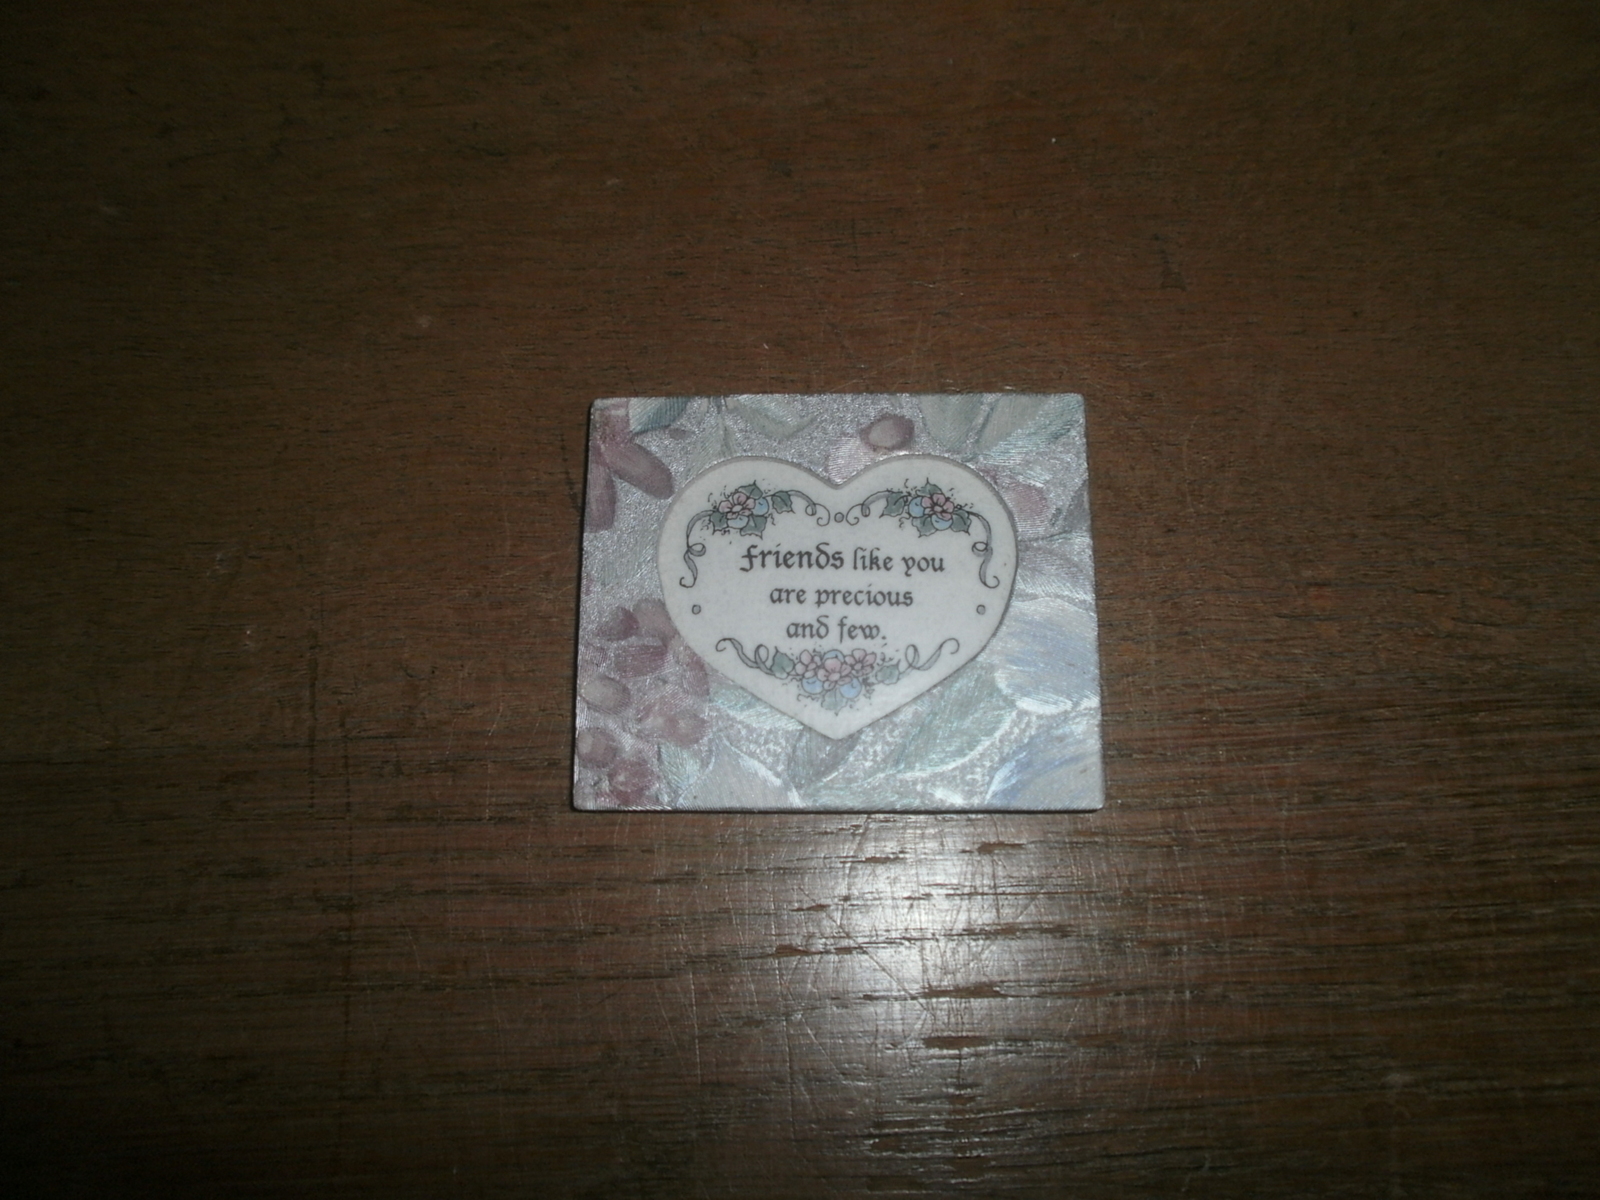 friends like you
are precious
and few.